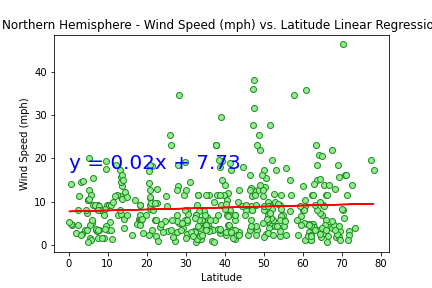 Northern Hemisphere - Wind Speed (mph) vs. Latitude Linear Regressio
40
30
20
10
0
Wind Speed (mph)
y = 0.02x + 7.73
0 10 20 30 40 50 60 70 80
Latitude